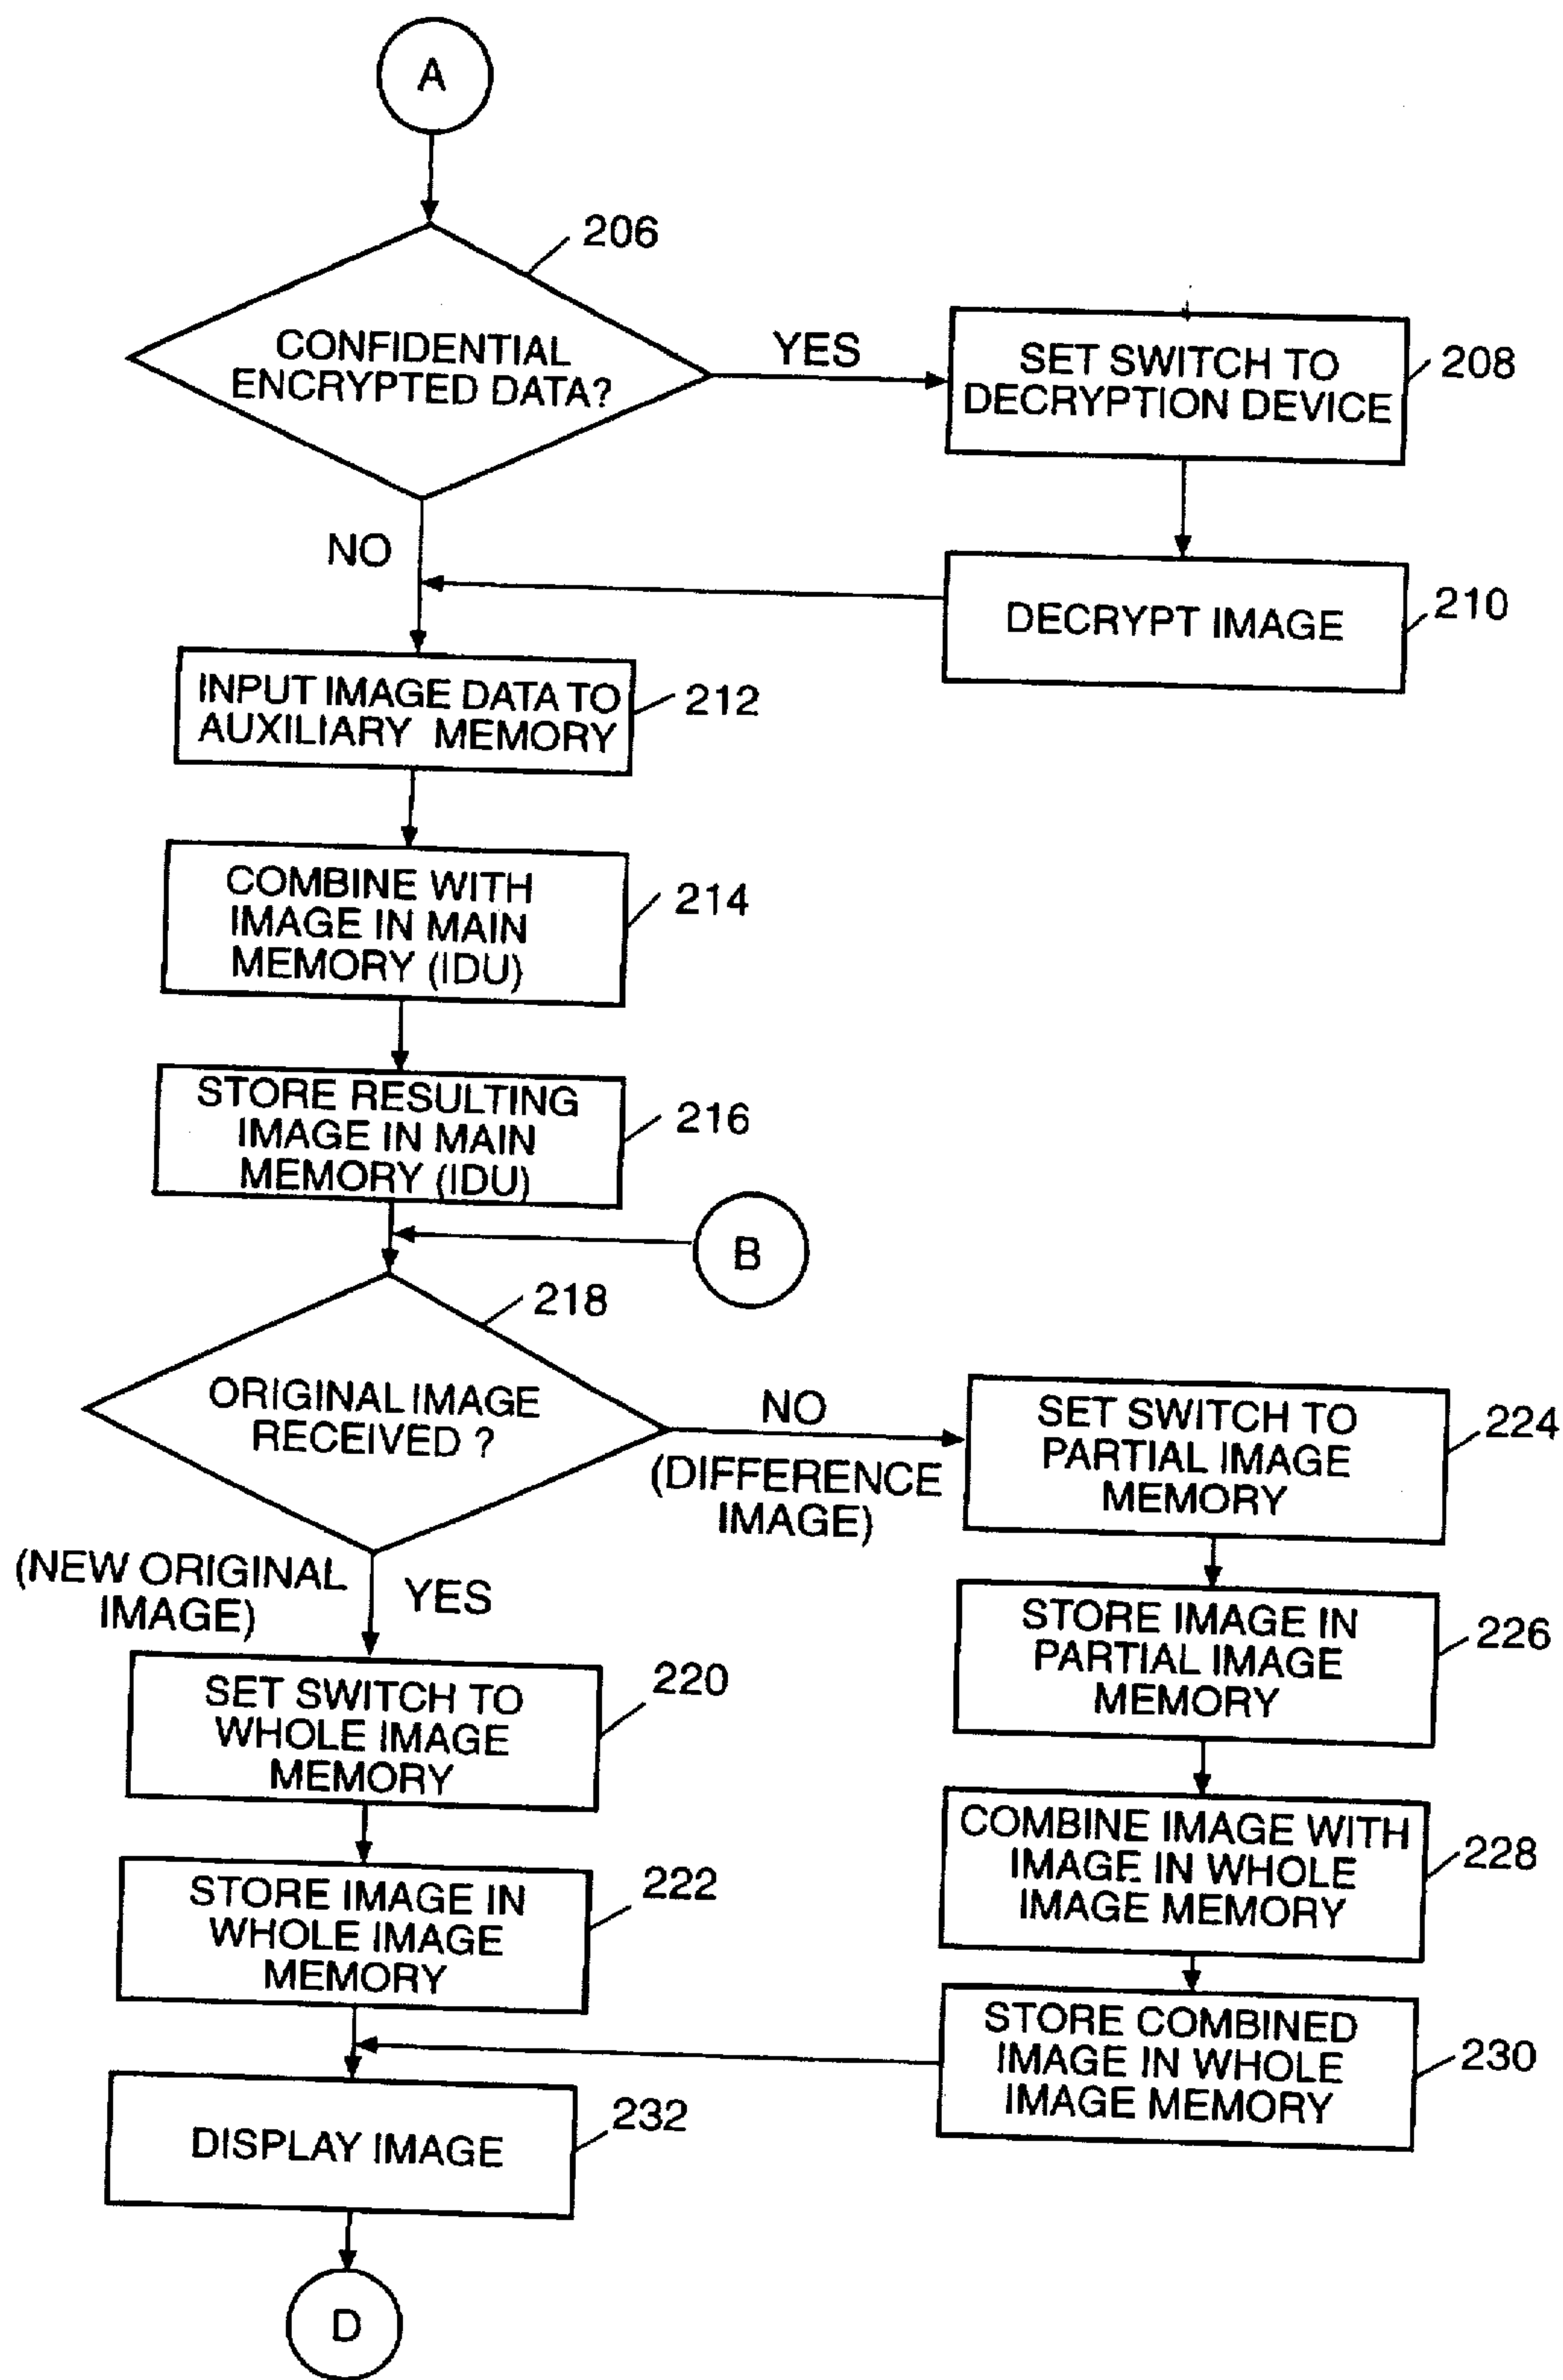 A
206
CONFIDENTIAL
ENCRYPTED DATA?
YES
SET SWITCH TO
DECRYPTION DEVICE
208
NO
DECRYPT IMAGE
210
INPUT IMAGE DATA TO
AUXILIARY MEMORY
212
COMBINE WITH
IMAGE IN MAIN
MEMORY (IDU)
214
STORE RESULTING
IMAGE IN MAIN
MEMORY (IDU)
216
B
218
ORIGINAL IMAGE
RECEIVED ?
NO
(DIFFERENCE
IMAGE)
SET SWITCH TO
PARTIAL IMAGE
MEMORY
224
(NEW ORIGINAL
IMAGE)
YES
STORE IMAGE IN
PARTIAL IMAGE
MEMORY
226
SET SWITCH TO
WHOLE IMAGE
MEMORY
220
COMBINE IMAGE WITH
IMAGE IN WHOLE
IMAGE MEMORY
228
STORE IMAGE IN
WHOLE IMAGE
MEMORY
222
STORE COMBINED
IMAGE IN WHOLE
IMAGE MEMORY
230
DISPLAY IMAGE
232
D